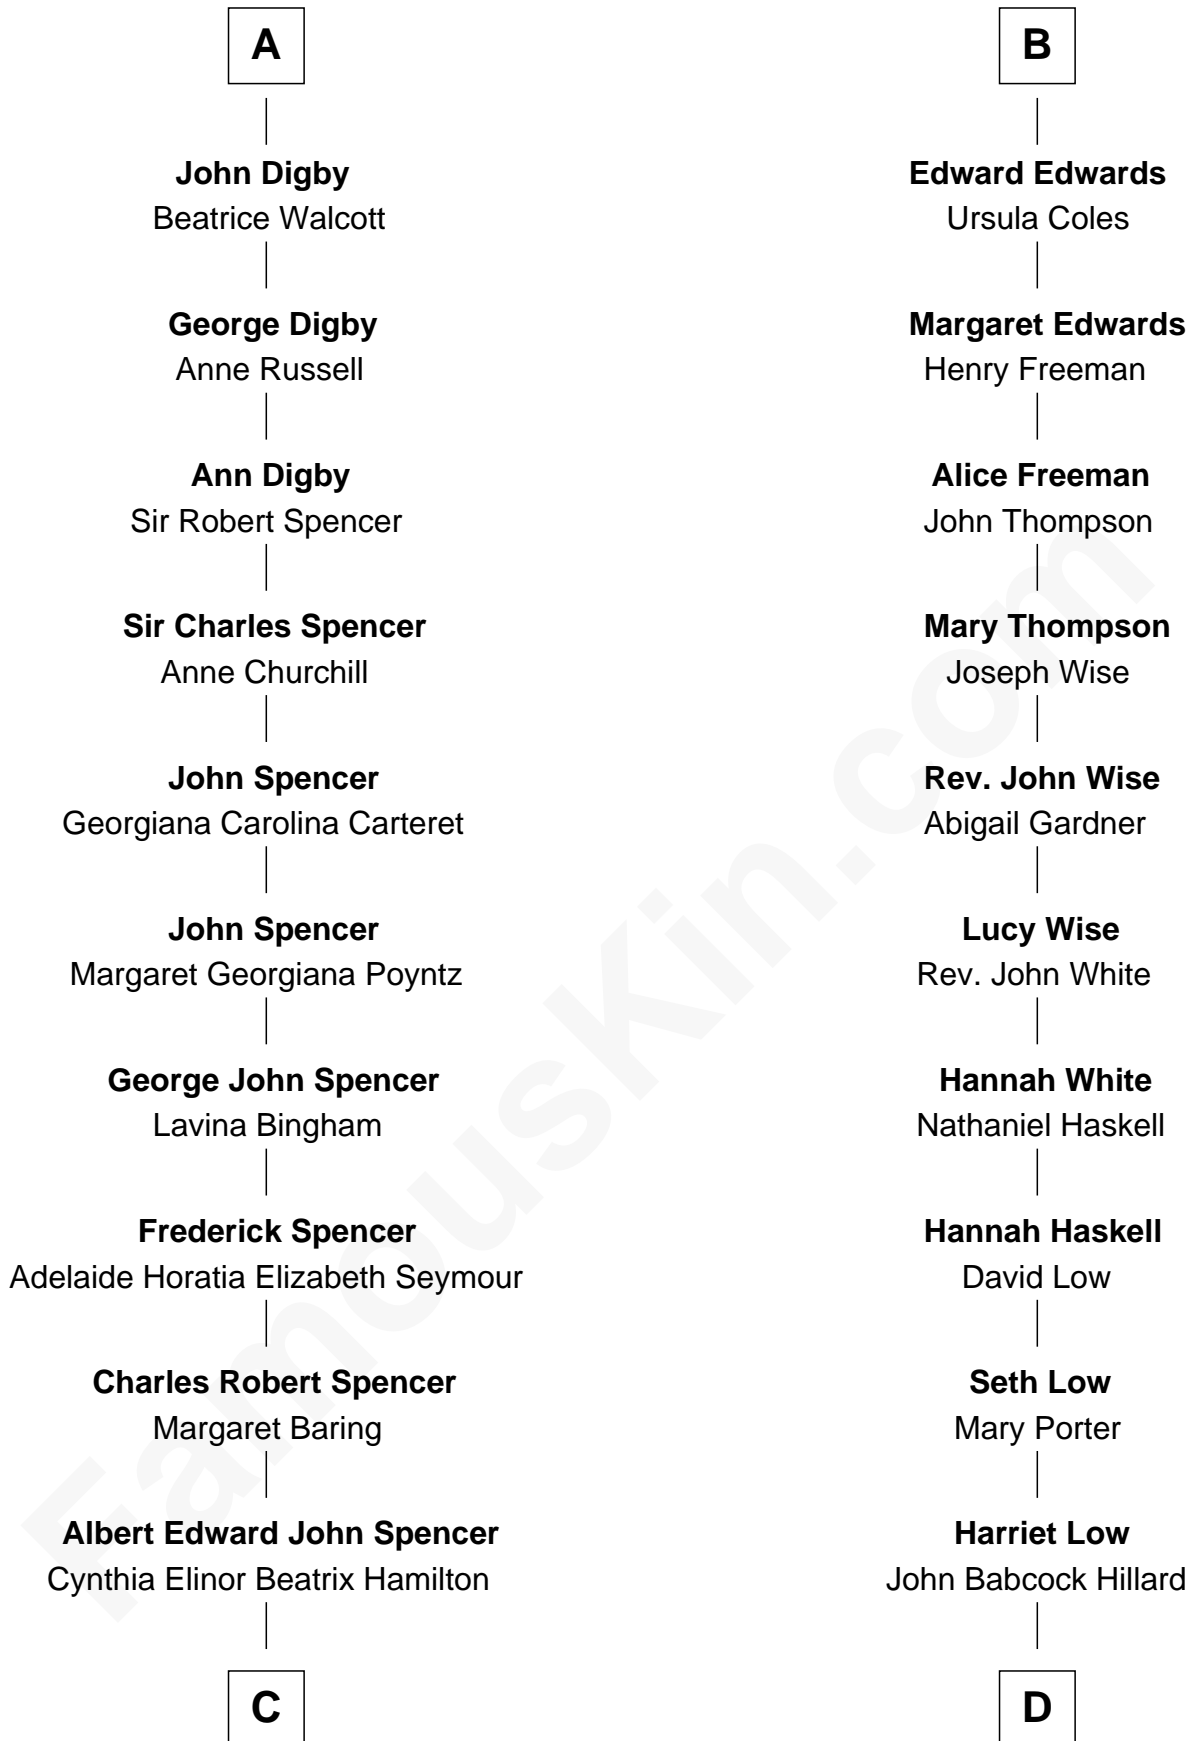 A
John Digby
Beatrice Walcott
George Digby
Anne Russell
Ann Digby
Sir Robert Spencer
Sir Charles Spencer
Anne Churchill
John Spencer
Georgiana Carolina Carteret
John Spencer
Margaret Georgiana Poyntz
George John Spencer
Lavina Bingham
Frederick Spencer
Adelaide Horatia Elizabeth Seymour
Charles Robert Spencer
Margaret Baring
Albert Edward John Spencer
Cynthia Elinor Beatrix Hamilton
C
B
Edward Edwards
Ursula Coles
Margaret Edwards
Henry Freeman
Alice Freeman
John Thompson
Mary Thompson
Joseph Wise
Rev. John Wise
Abigail Gardner
Lucy Wise
Rev. John White
Hannah White
Nathaniel Haskell
Hannah Haskell
David Low
Seth Low
Mary Porter
Harriet Low
John Babcock Hillard
D
FamousKin.com